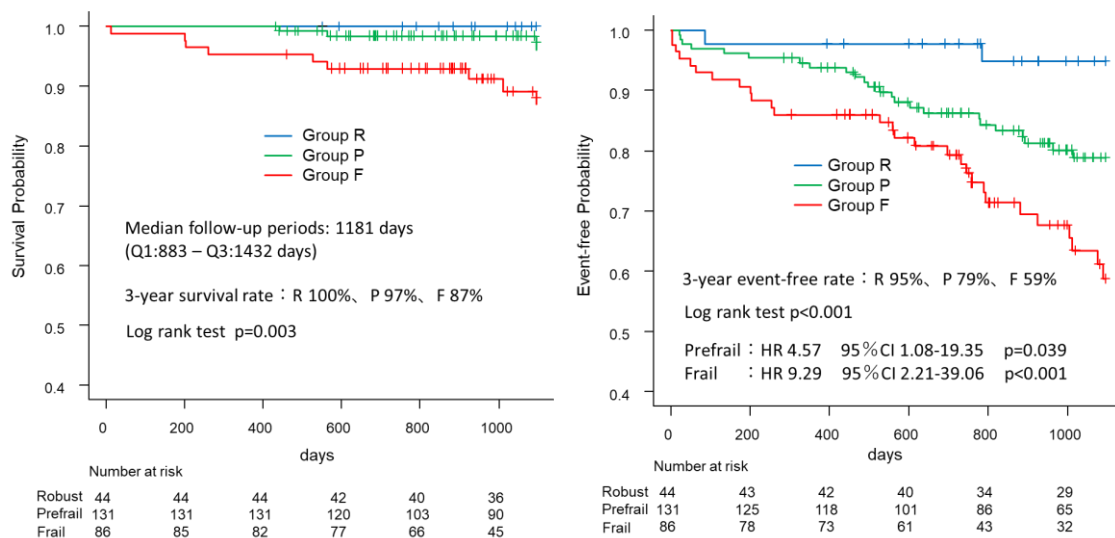 Survival Probability
1.0
0.9
0.8
0.7
0.6
0.5
0.4
Group R
Group P
Group F
Median follow-up periods: 1181 days
(Q1:883 – Q3:1432 days)
3-year survival rate：R 100%、P 97%、F 87%
Log rank test p=0.003
0 200 400 600 800 1000
days
Number at risk
Robust 44 44 44 42 40 36
Prefrail 131 131 131 120 103 90
Frail 86 85 82 77 66 45
Event-free Probability
1.0
0.9
0.8
0.7
0.6
0.5
0.4
Group R
Group P
Group F
3-year event-free rate：R 95%、P 79%、F 59%
Log rank test p<0.001
Prefrail：HR 4.57 95％CI 1.08-19.35 p=0.039
Frail ：HR 9.29 95％CI 2.21-39.06 p<0.001
0 200 400 600 800 1000
days
Number at risk
Robust 44 43 42 40 34 29
Prefrail 131 125 118 101 86 65
Frail 86 78 73 61 43 32